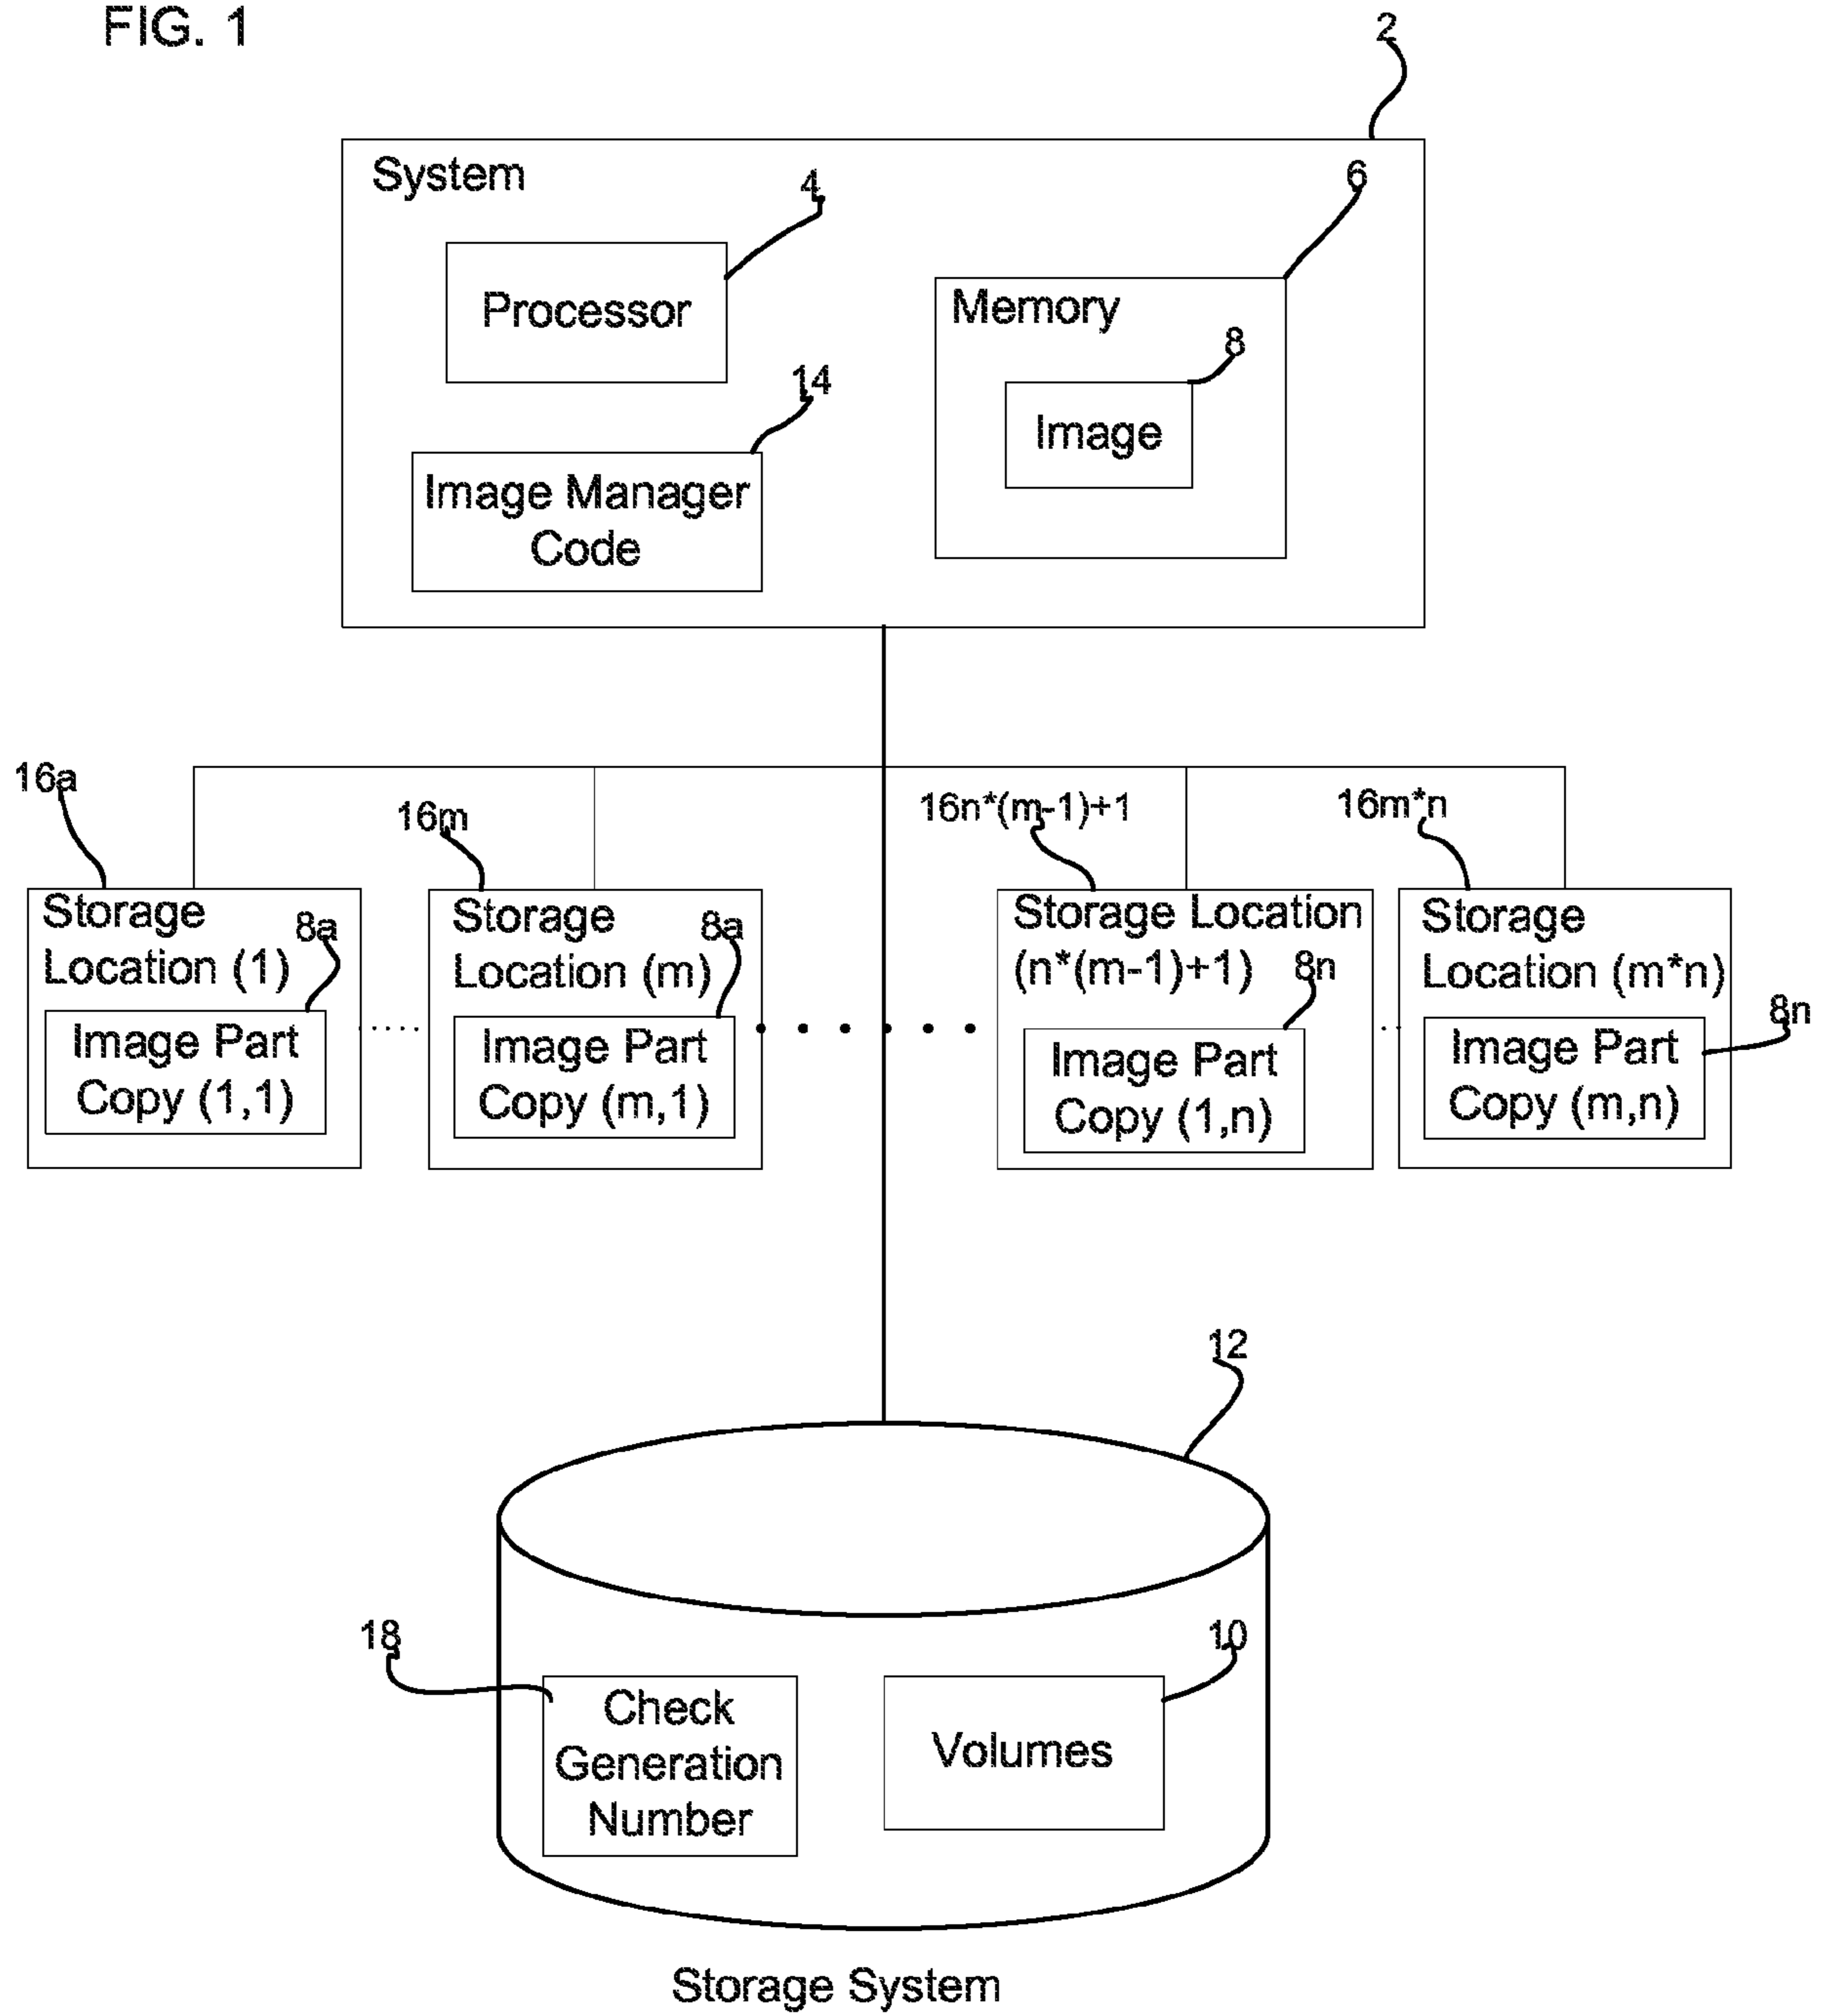 FIG. 1
2
System
4
6
Processor
Memory
8
14
Image
Image Manager
Code
16a
16m
16n*(m-1)+1
16m*n
Storage
Location (1)
8a
Image Part
Copy (1,1)
Storage
Location (m)
8a
Image Part
Copy (m,1)
Storage Location
(n*(m-1)+1)
8n
Image Part
Copy (1,n)
Storage
Location (m*n)
8n
Image Part
Copy (m,n)
12
18
10
Check
Generation
Number
Volumes
Storage System